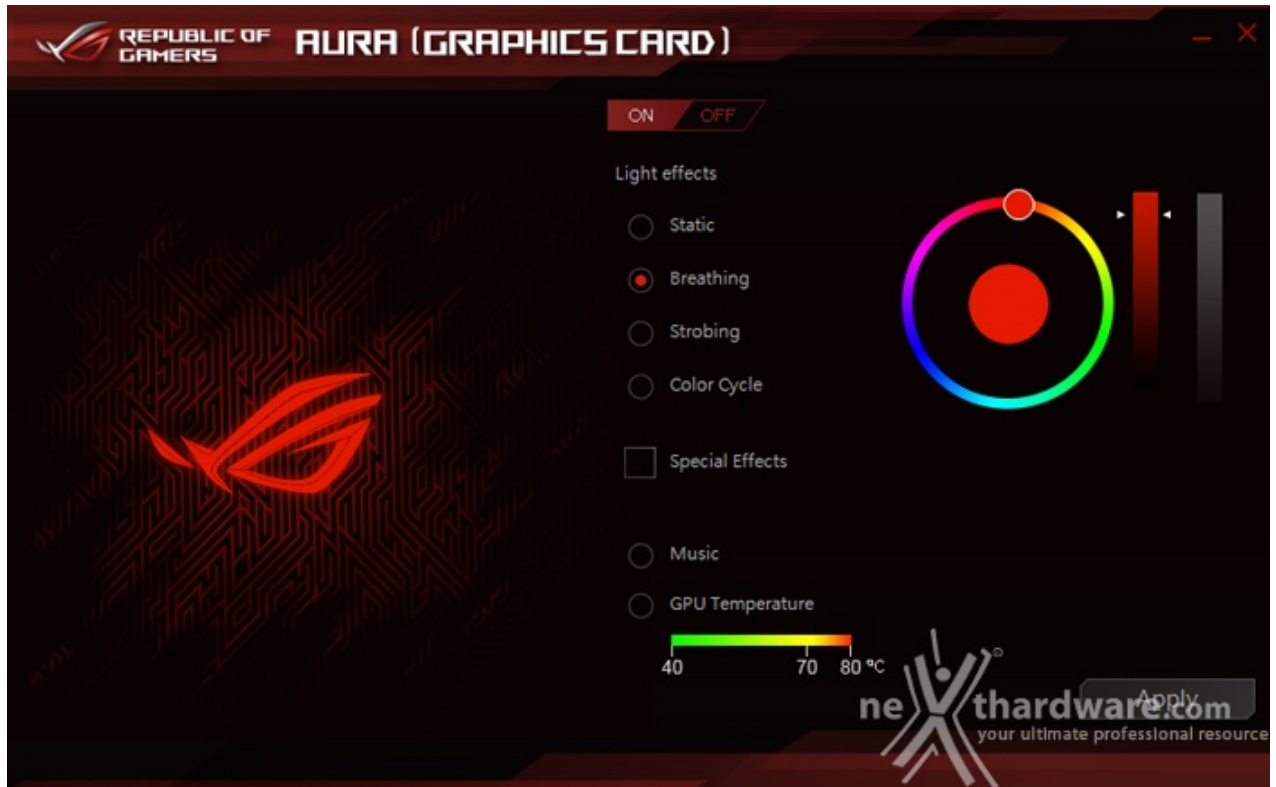 REPUBLIC OF
GAMERS
AURA (GRAPHICS CARD)
ON OFF
Light effects
Static
Breathing
Strobing
Color Cycle
Special Effects
Music
GPU Temperature
40 70 80 °C
Apply
nexthardware.com
your ultimate professional resource